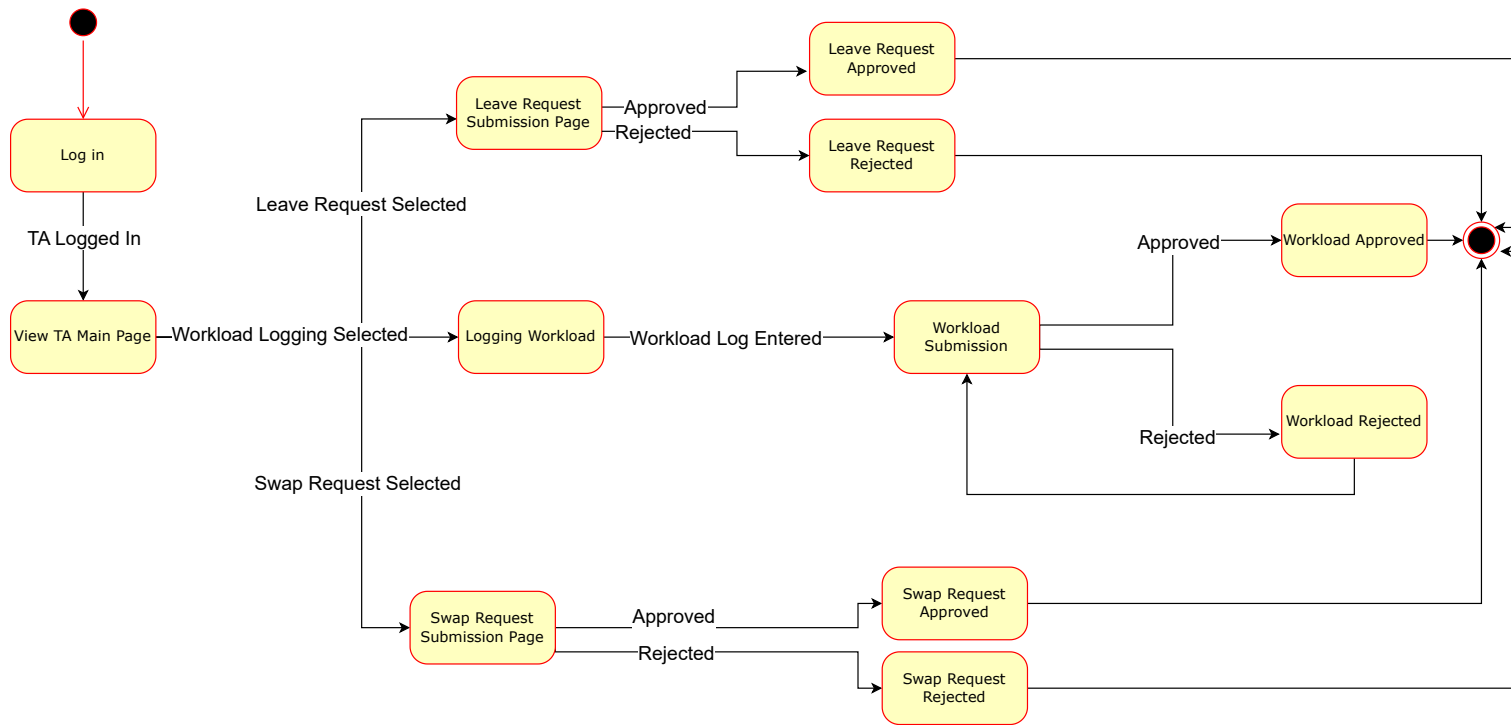 Leave Request
Approved
Leave Request
Submission Page
Approved
Rejected
Log in
Leave Request
Rejected
Leave Request Selected
TA Logged In
Approved
Workload Approved
View TA Main Page
Workload Logging Selected
Logging Workload
Workload Log Entered
Workload
Submission
Rejected
Workload Rejected
Swap Request Selected
Swap Request
Submission Page
Approved
Rejected
Swap Request
Approved
Swap Request
Rejected